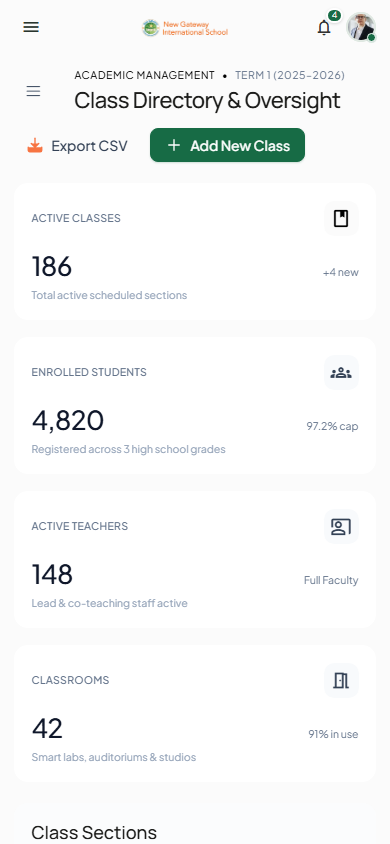 New Gateway
International School
4
ACADEMIC MANAGEMENT • TERM 1 (2025–2026)
Class Directory & Oversight
Export CSV
+ Add New Class
ACTIVE CLASSES
186
+4 new
Total active scheduled sections
ENROLLED STUDENTS
4,820
97.2% cap
Registered across 3 high school grades
ACTIVE TEACHERS
148
Full Faculty
Lead & co-teaching staff active
CLASSROOMS
42
91% in use
Smart labs, auditoriums & studios
Class Sections